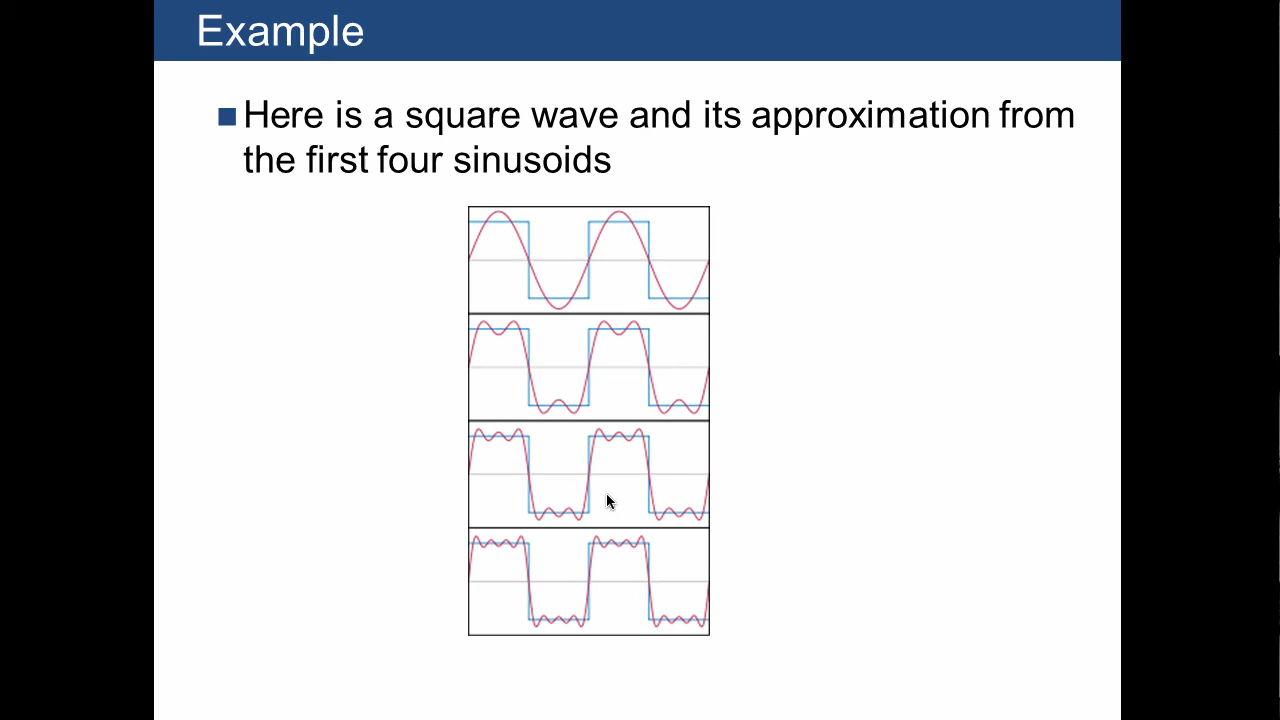 Example
Here is a square wave and its approximation from
the first four sinusoids